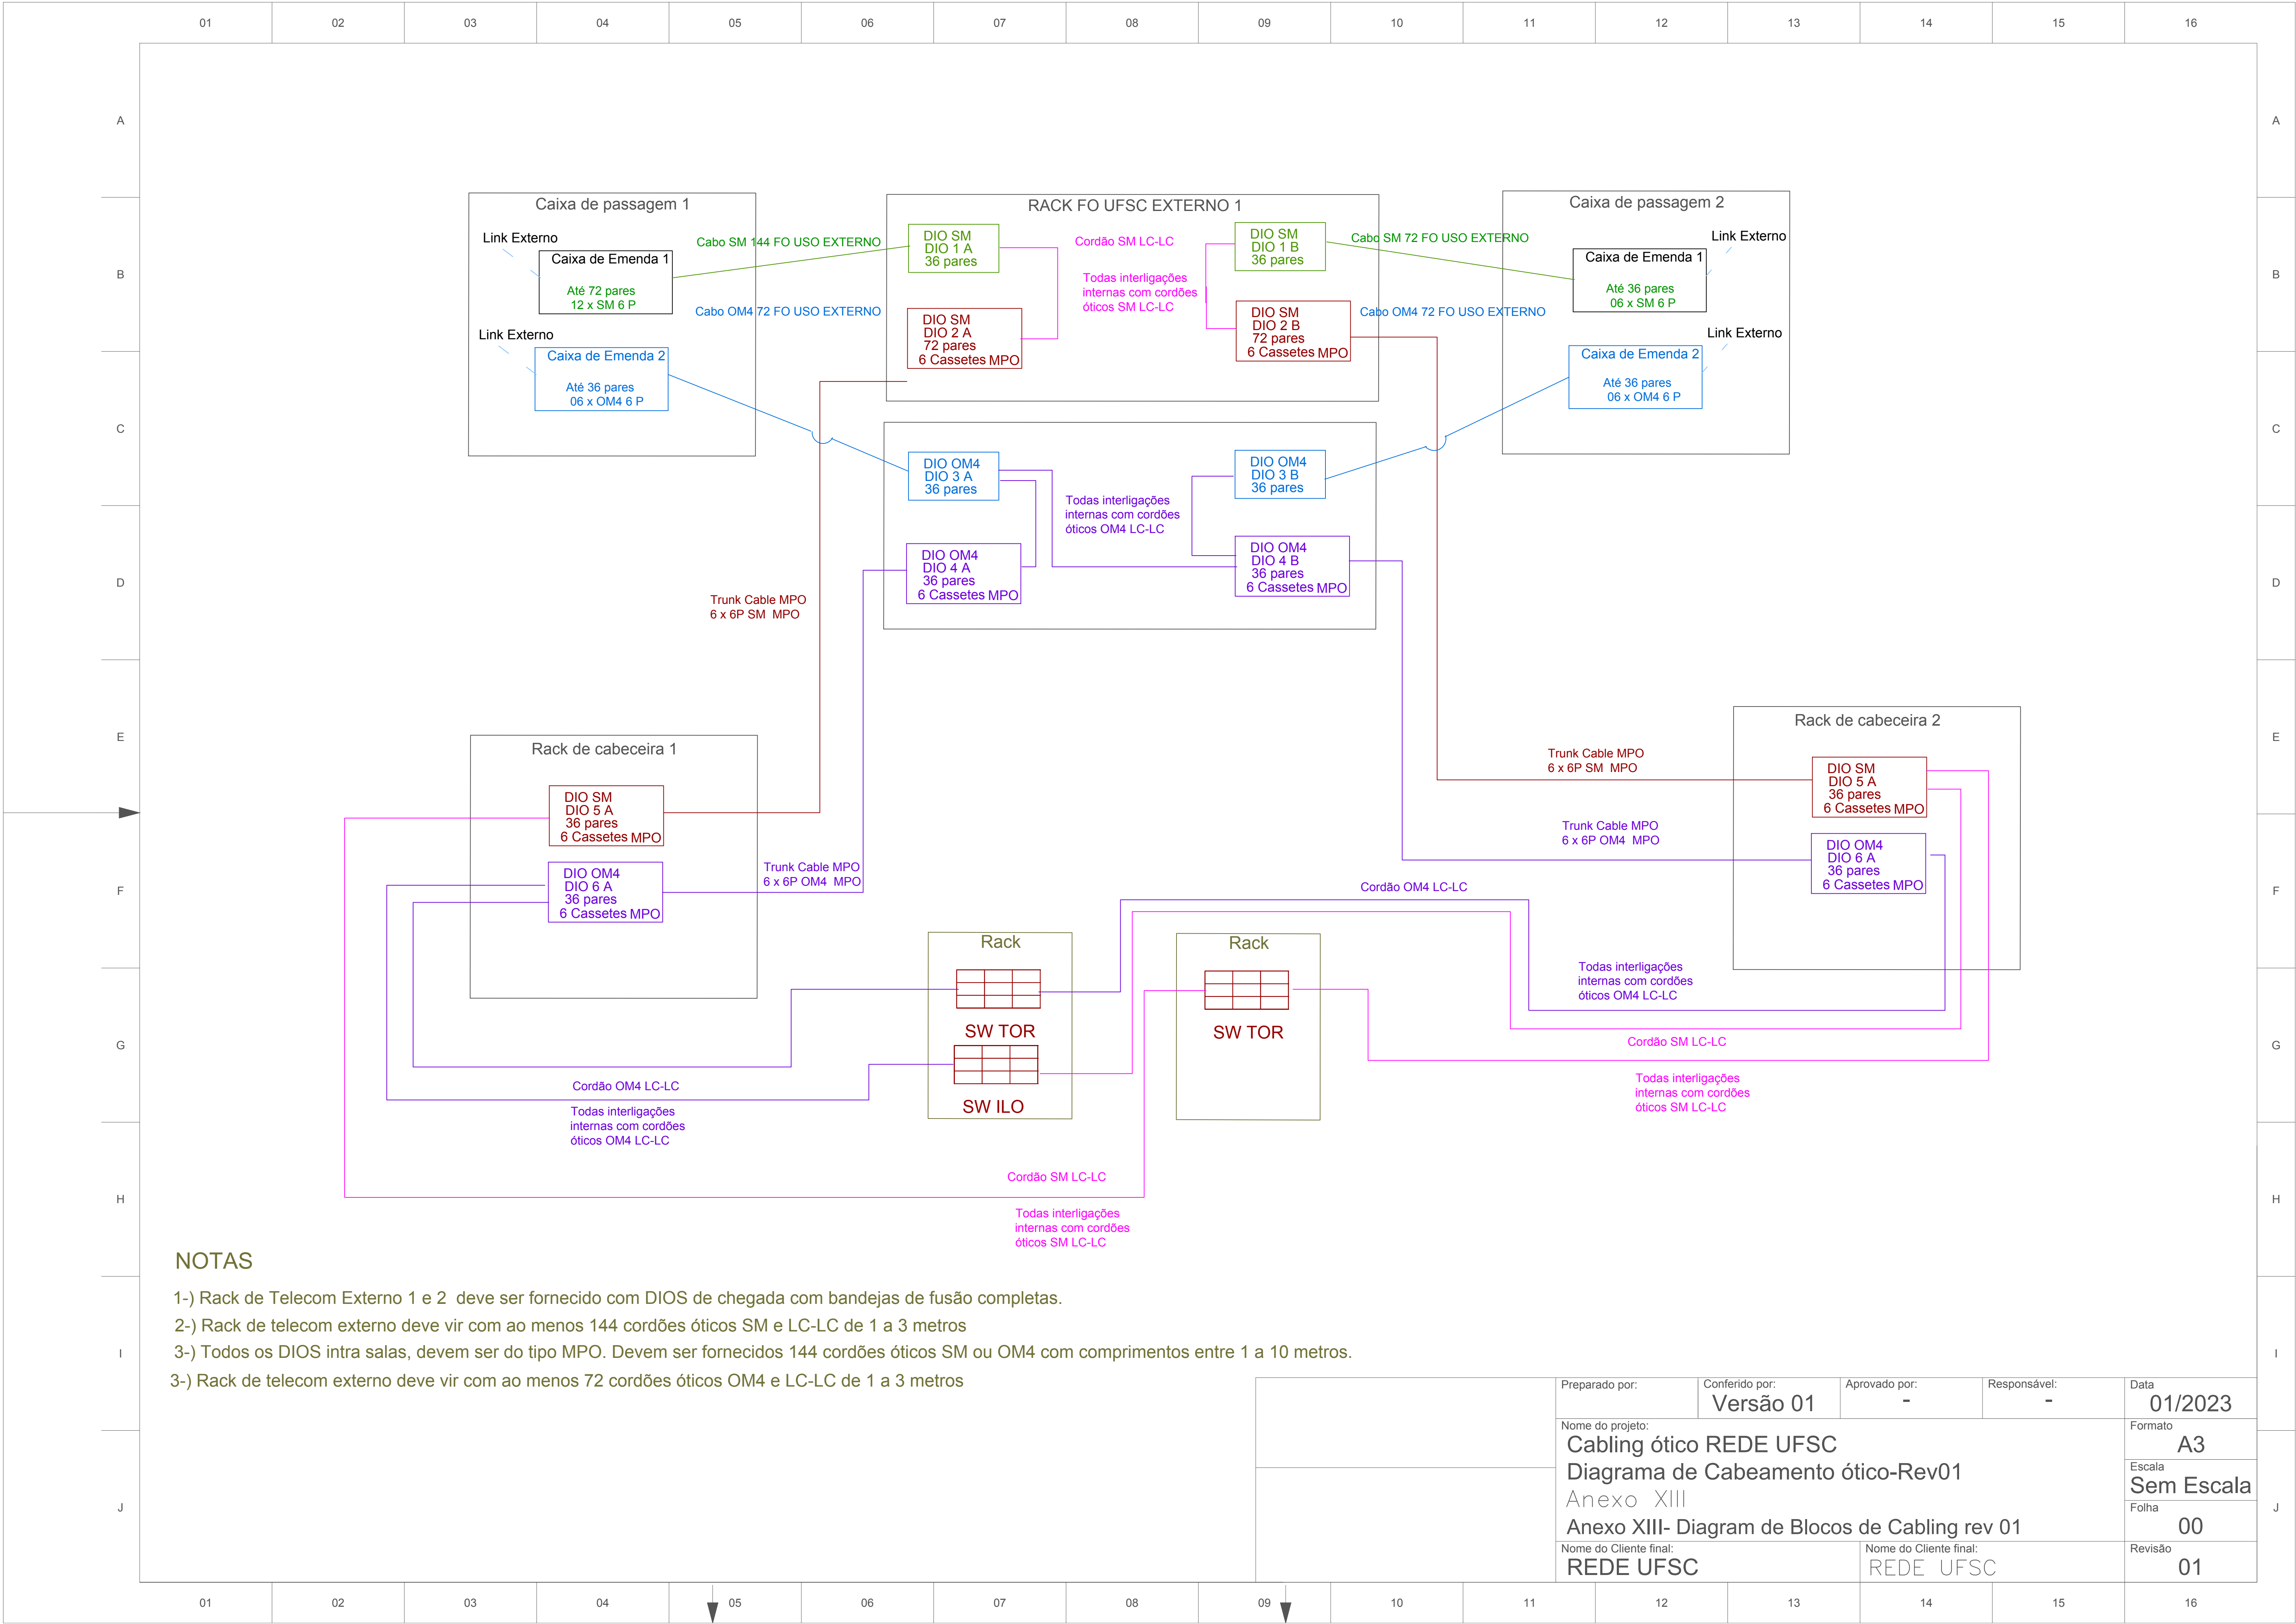 01 02 03 04 05 06 07 08 09 10 11 12 13 14 15 16
A A
B B
C C
D D
E E
F F
G G
H H
I I
J J
Caixa de passagem 1
Link Externo
Caixa de Emenda 1
Até 72 pares
12 x SM 6 P
Link Externo
Caixa de Emenda 2
Até 36 pares
06 x OM4 6 P
Cabo SM 144 FO USO EXTERNO
Cabo OM4 72 FO USO EXTERNO
RACK FO UFSC EXTERNO 1
DIO SM
DIO 1 A
36 pares
DIO SM
DIO 2 A
72 pares
6 Cassetes MPO
Cordão SM LC-LC
Todas interligações
internas com cordões
óticos SM LC-LC
DIO SM
DIO 1 B
36 pares
DIO SM
DIO 2 B
72 pares
6 Cassetes MPO
Cabo SM 72 FO USO EXTERNO
Cabo OM4 72 FO USO EXTERNO
Caixa de passagem 2
Link Externo
Caixa de Emenda 1
Até 36 pares
06 x SM 6 P
Link Externo
Caixa de Emenda 2
Até 36 pares
06 x OM4 6 P
DIO OM4
DIO 3 A
36 pares
DIO OM4
DIO 4 A
36 pares
6 Cassetes MPO
Todas interligações
internas com cordões
óticos OM4 LC-LC
DIO OM4
DIO 3 B
36 pares
DIO OM4
DIO 4 B
36 pares
6 Cassetes MPO
Trunk Cable MPO
6 x 6P SM MPO
Rack de cabeceira 1
DIO SM
DIO 5 A
36 pares
6 Cassetes MPO
DIO OM4
DIO 6 A
36 pares
6 Cassetes MPO
Trunk Cable MPO
6 x 6P OM4 MPO
Trunk Cable MPO
6 x 6P SM MPO
Trunk Cable MPO
6 x 6P OM4 MPO
Rack de cabeceira 2
DIO SM
DIO 5 A
36 pares
6 Cassetes MPO
DIO OM4
DIO 6 A
36 pares
6 Cassetes MPO
Cordão OM4 LC-LC
Rack
SW TOR
SW ILO
Rack
SW TOR
Todas interligações
internas com cordões
óticos OM4 LC-LC
Cordão SM LC-LC
Todas interligações
internas com cordões
óticos SM LC-LC
Cordão OM4 LC-LC
Todas interligações
internas com cordões
óticos OM4 LC-LC
Cordão SM LC-LC
Todas interligações
internas com cordões
óticos SM LC-LC
NOTAS
1-) Rack de Telecom Externo 1 e 2 deve ser fornecido com DIOS de chegada com bandejas de fusão completas.
2-) Rack de telecom externo deve vir com ao menos 144 cordões óticos SM e LC-LC de 1 a 3 metros
3-) Todos os DIOS intra salas, devem ser do tipo MPO. Devem ser fornecidos 144 cordões óticos SM ou OM4 com comprimentos entre 1 a 10 metros.
3-) Rack de telecom externo deve vir com ao menos 72 cordões óticos OM4 e LC-LC de 1 a 3 metros
Preparado por:
Conferido por:
Versão 01
Aprovado por:
-
Responsável:
-
Data
01/2023
Nome do projeto:
Cabling ótico REDE UFSC
Diagrama de Cabeamento ótico-Rev01
Anexo XIII
Anexo XIII- Diagram de Blocos de Cabling rev 01
Formato
A3
Escala
Sem Escala
Folha
00
Nome do Cliente final:
REDE UFSC
Nome do Cliente final:
REDE UFSC
Revisão
01
01 02 03 04 05 06 07 08 09 10 11 12 13 14 15 16